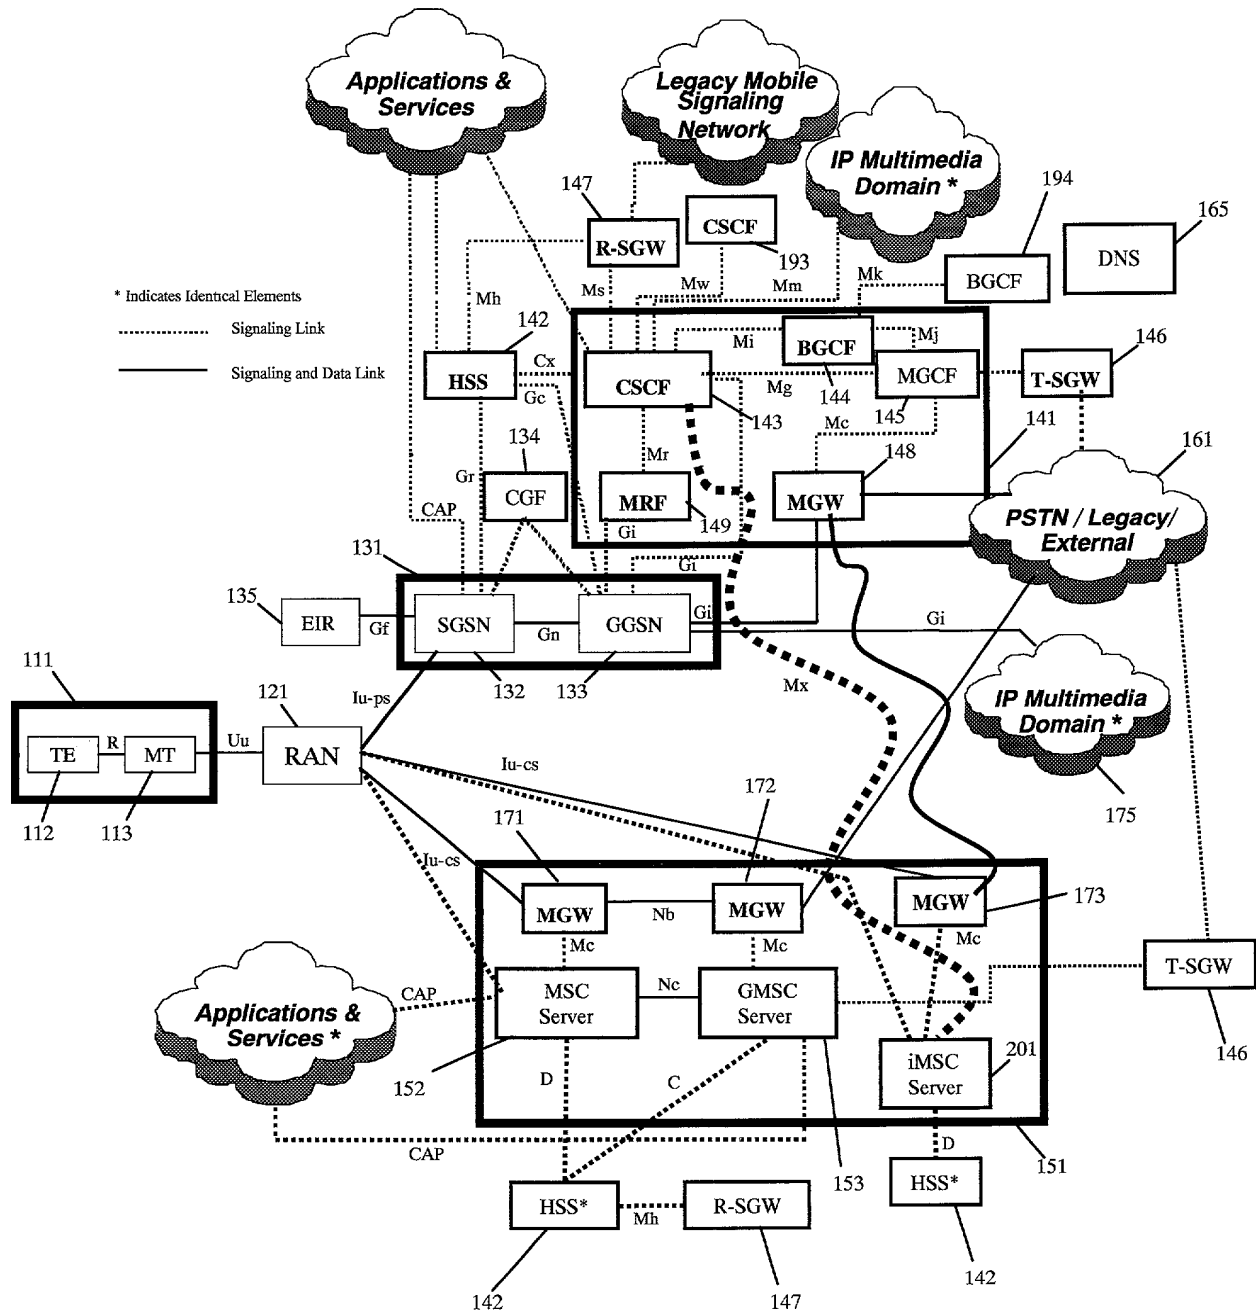 Applications &
Services
Legacy Mobile
Signaling
Network
IP Multimedia
Domain *
147
194
165
R-SGW
CSCF
193
BGCF
DNS
* Indicates Identical Elements
Signaling Link
Signaling and Data Link
Mh
Ms
Mw
Mm
Mk
142
HSS
Cx
Gc
CSCF
143
Mi
BGCF
144
Mj
Mg
MGCF
145
146
T-SGW
141
Mr
Mc
134
CGF
Gr
CAP
MRF
149
Gi
148
MGW
161
PSTN / Legacy/
External
131
135
EIR
Gf
SGSN
Gn
GGSN
Gi
Gi
Gi
132
133
Iu-ps
Mx
IP Multimedia
Domain *
175
111
TE
R
MT
Uu
121
RAN
112
113
Iu-cs
Iu-cs
171
172
MGW
Nb
MGW
MGW
173
Mc
Mc
Mc
MSC
Server
Nc
GMSC
Server
T-SGW
146
Applications &
Services *
CAP
152
iMSC
Server
201
D
C
D
CAP
153
151
HSS*
Mh
R-SGW
HSS*
142
147
142